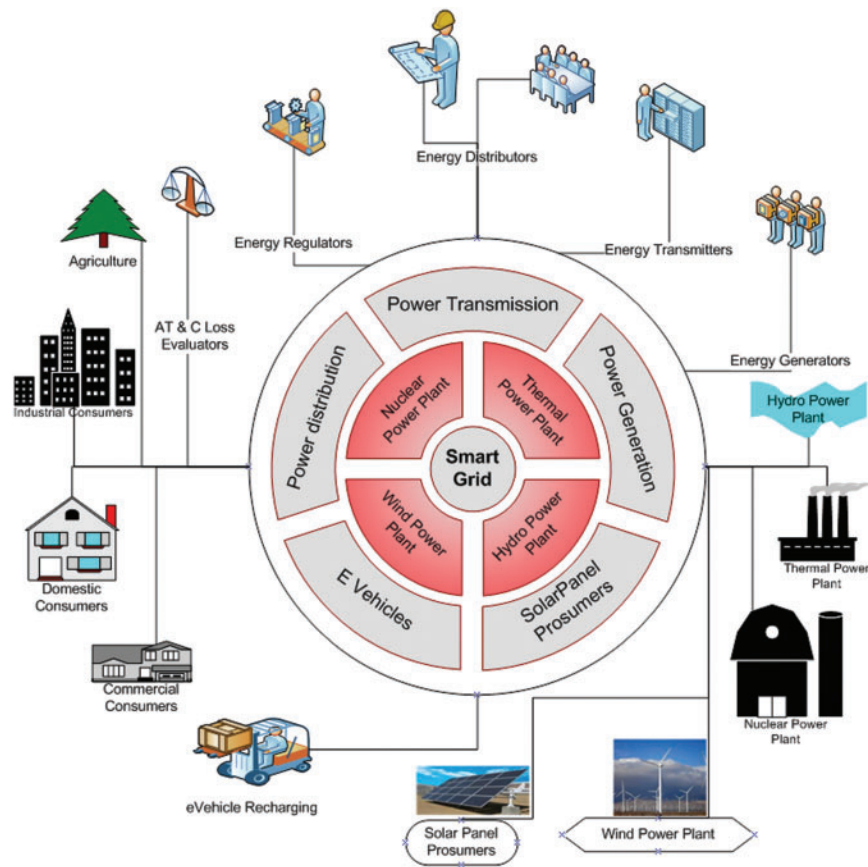 Energy Distributors
Energy Regulators
Energy Transmitters
Agriculture
AT & C Loss
Evaluators
Energy Generators
Industrial Consumers
Hydro Power
Plant
Power Transmission
Power distribution
Power Generation
Nuclear
Power Plant
Thermal
Power Plant
Smart
Grid
Wind Power
Plant
Hydro Power
Plant
E Vehicles
SolarPanel
Prosumers
Domestic
Consumers
Thermal Power
Plant
Commercial
Consumers
Nuclear Power
Plant
eVehicle Recharging
Solar Panel
Prosumers
Wind Power Plant